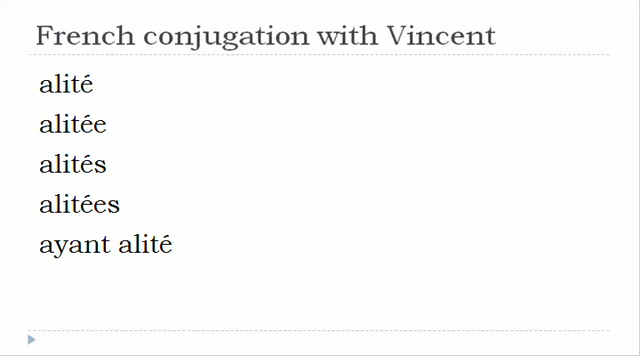 French conjugation with Vincent
alité
alitée
alités
alitées
ayant alité